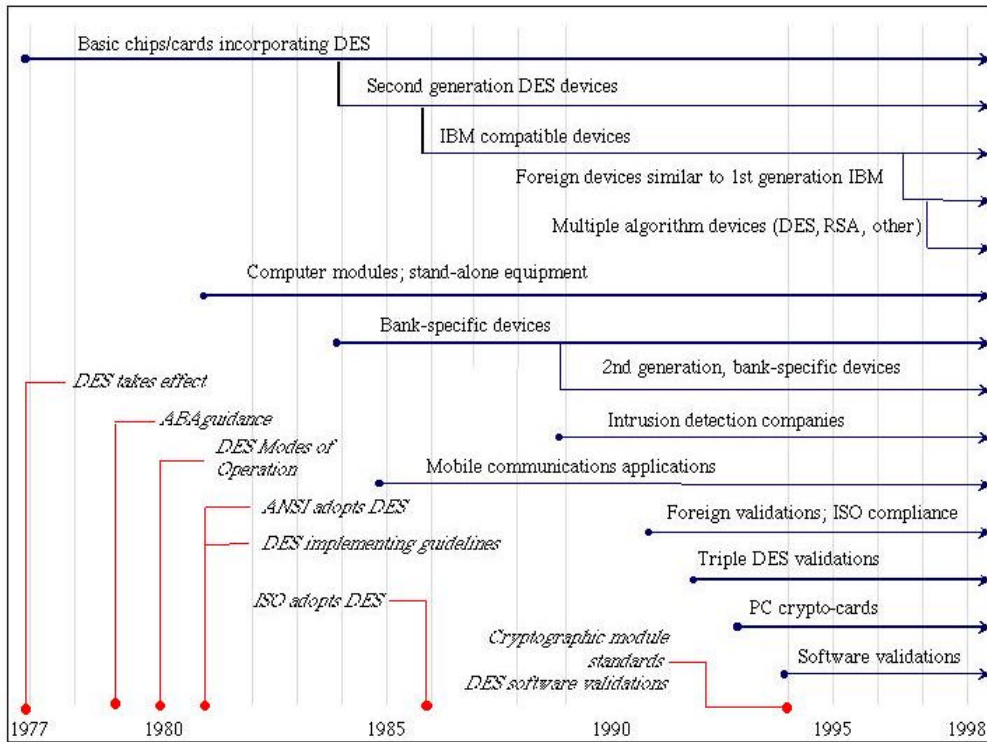 Basic chips/cards incorporating DES
Second generation DES devices
IBM compatible devices
Foreign devices similar to 1st generation IBM
Multiple algorithm devices (DES, RSA, other)
Computer modules; stand-alone equipment
Bank-specific devices
2nd generation, bank-specific devices
DES takes effect
ABAguidance
Intrusion detection companies
DES Modes of
Operation
Mobile communications applications
ANSI adopts DES
Foreign validations; ISO compliance
DES implementing guidelines
Triple DES validations
ISO adopts DES
PC crypto-cards
Cryptographic module
standards
DES software validations
Software validations
1977 1980 1985 1990 1995 1998